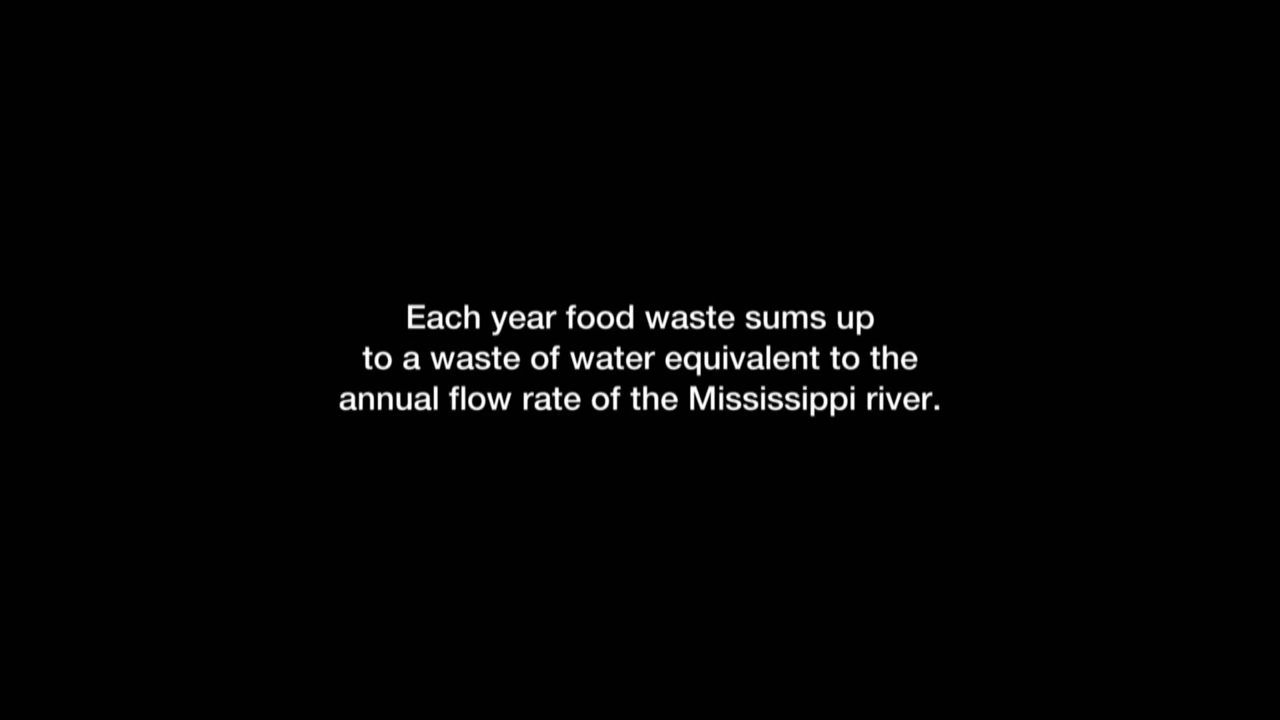 Each year food waste sums up
to a waste of water equivalent to the
annual flow rate of the Mississippi river.